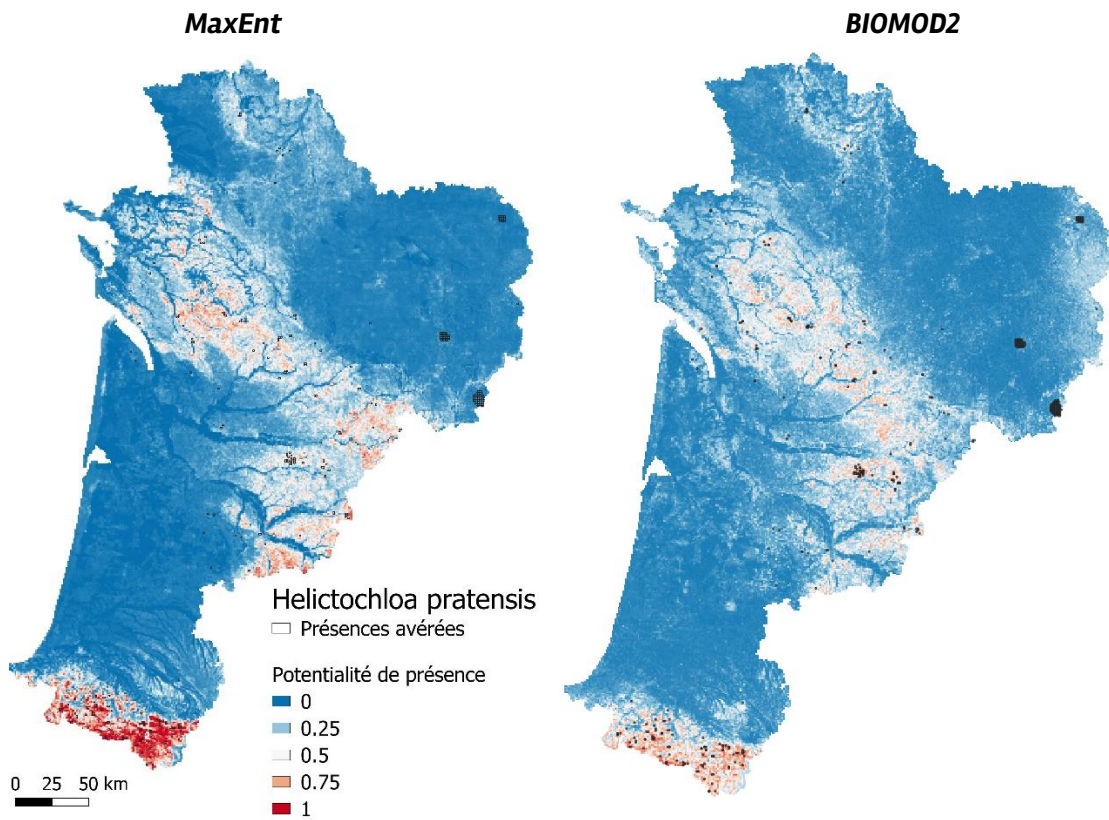 MaxEnt
BIOMOD2
Helictochloa pratensis
Présences avérées
Potentialité de présence
0
0.25
0.5
0.75
1
0 25 50 km